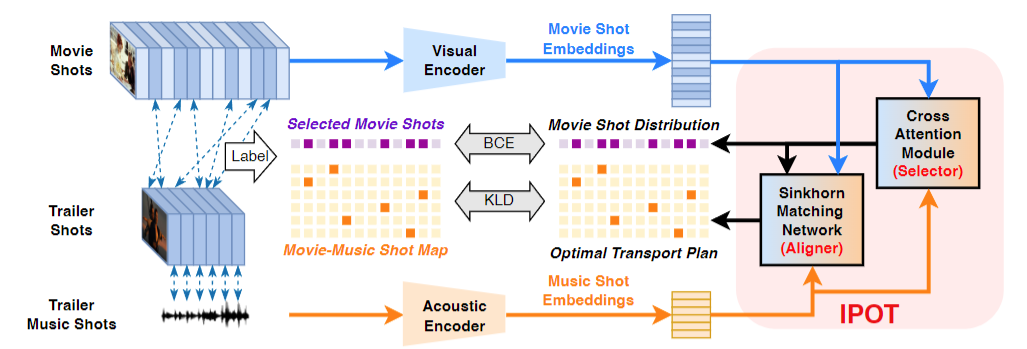 Movie
Shots
Visual
Encoder
Movie Shot
Embeddings
Cross
Attention
Module
(Selector)
Label
Selected Movie Shots
BCE
Movie Shot Distribution
Sinkhorn
Matching
Network
(Aligner)
KLD
Trailer
Shots
Movie-Music Shot Map
Optimal Transport Plan
Trailer
Music Shots
Acoustic
Encoder
Music Shot
Embeddings
IPOT